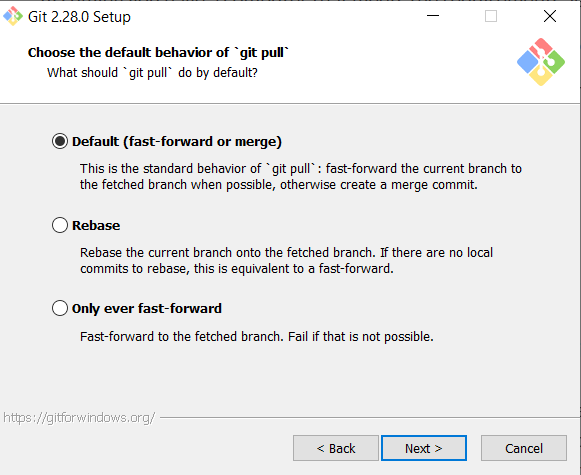 Git 2.28.0 Setup
Choose the default behavior of `git pull`
What should `git pull` do by default?
Default (fast-forward or merge)
This is the standard behavior of `git pull`: fast-forward the current branch to
the fetched branch when possible, otherwise create a merge commit.
Rebase
Rebase the current branch onto the fetched branch. If there are no local
commits to rebase, this is equivalent to a fast-forward.
Only ever fast-forward
Fast-forward to the fetched branch. Fail if that is not possible.
https://gitforwindows.org/
< Back
Next >
Cancel